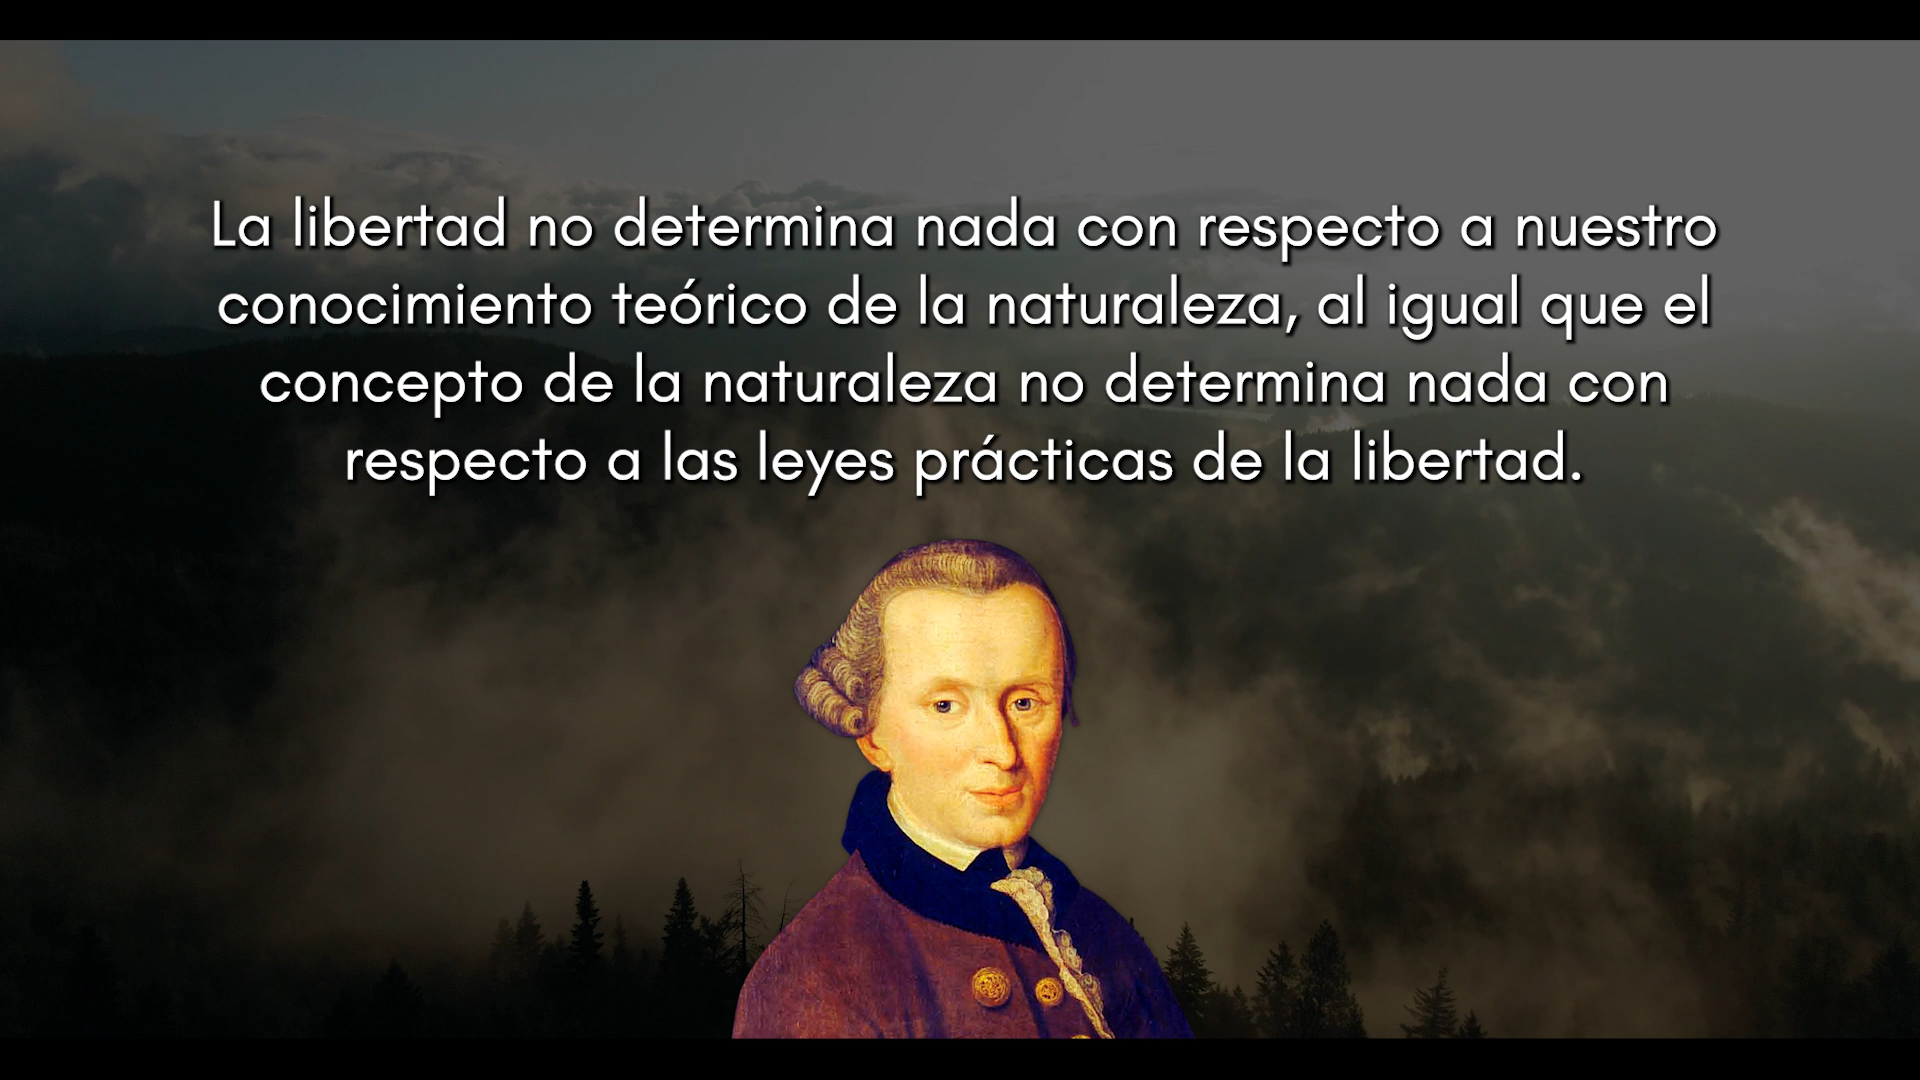 La libertad no determina nada con respecto a nuestro
conocimiento teórico de la naturaleza, al igual que el
concepto de la naturaleza no determina nada con
respecto a las leyes prácticas de la libertad.